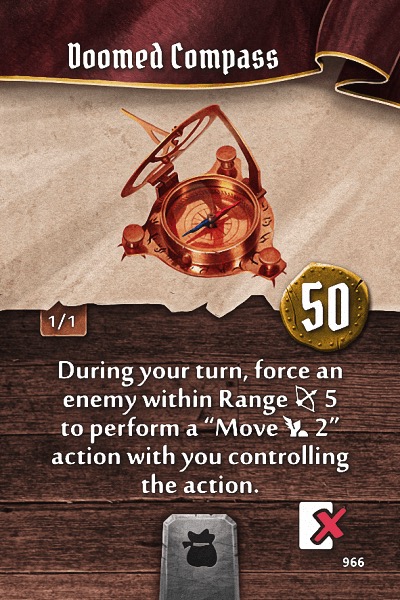 Doomed Compass
1/1
50
During your turn, force an
enemy within Range 5
to perform a “Move 2”
action with you controlling
the action.
966